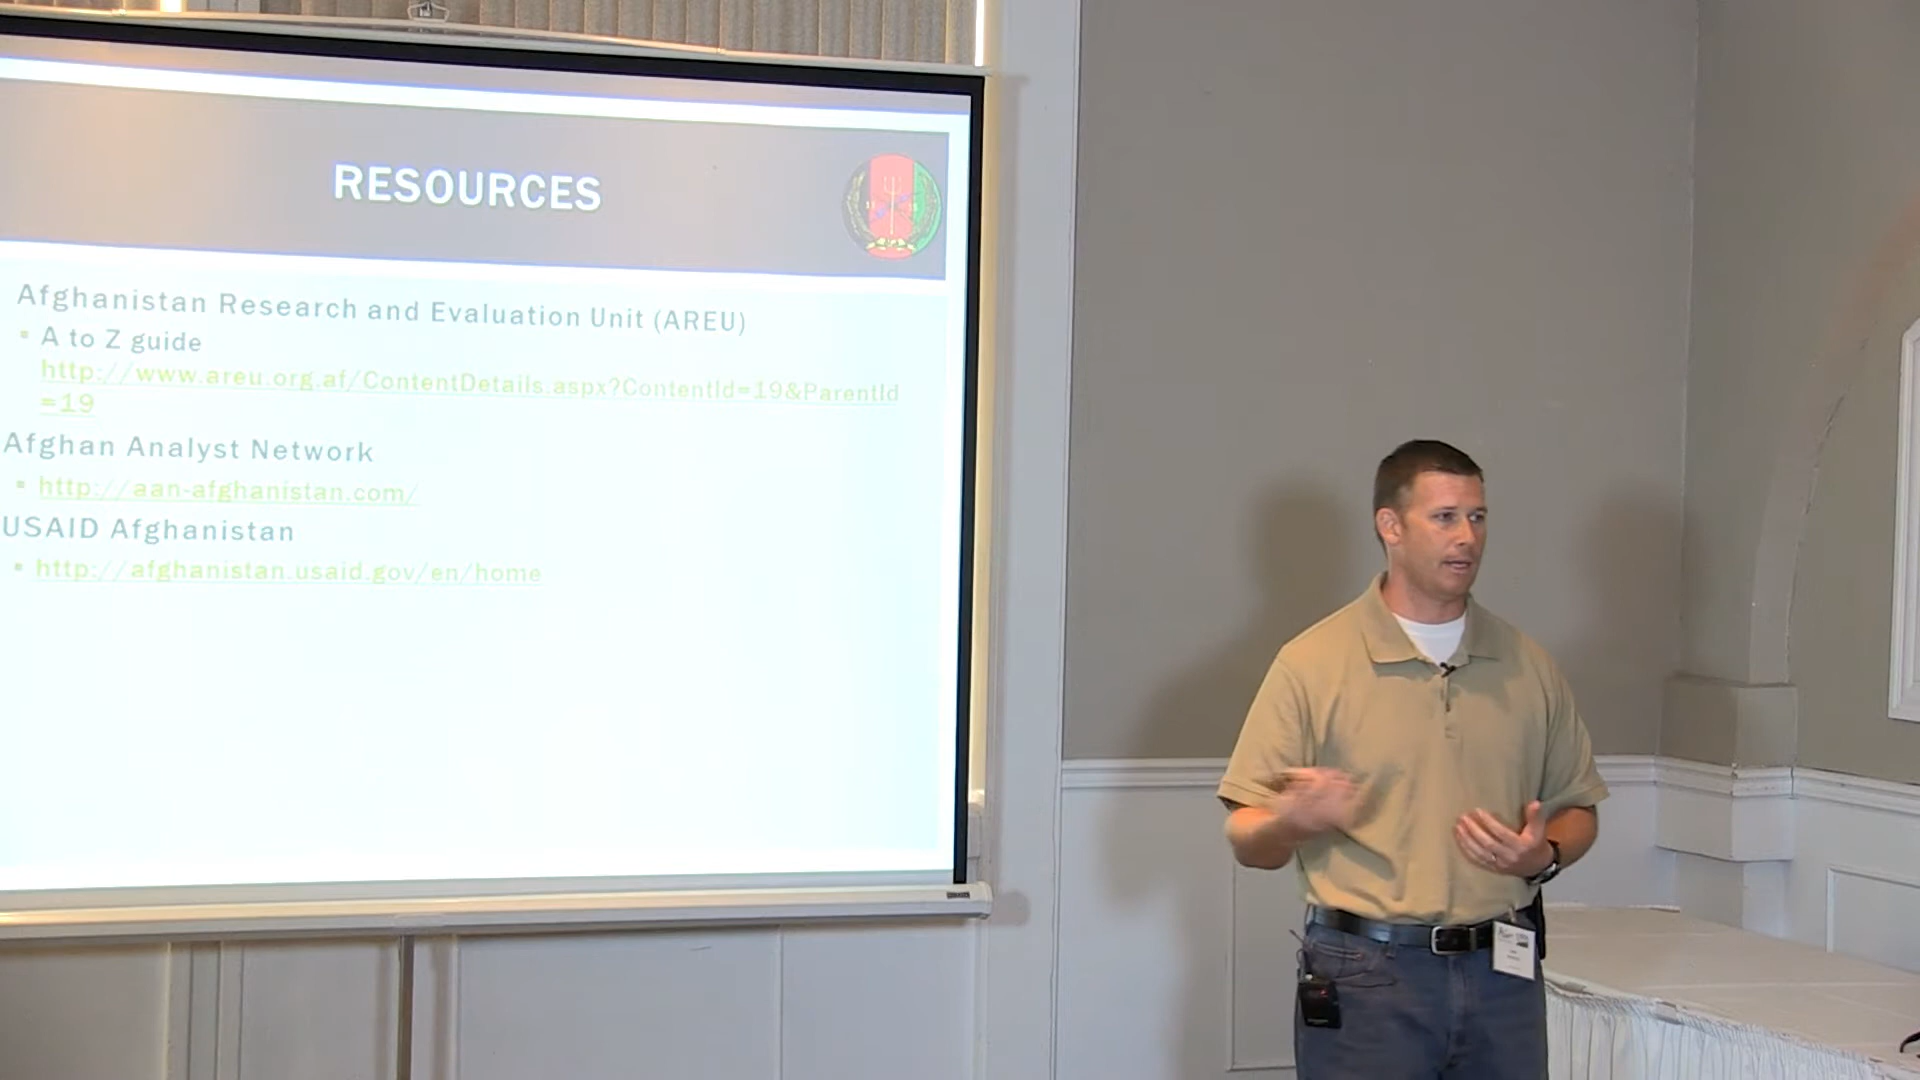 RESOURCES
Afghanistan Research and Evaluation Unit (AREU)
▪ A to Z guide
http://www.areu.org.af/ContentDetails.aspx?ContentId=19&ParentId
=19
Afghan Analyst Network
▪ http://aan-afghanistan.com/
USAID Afghanistan
▪ http://afghanistan.usaid.gov/en/home